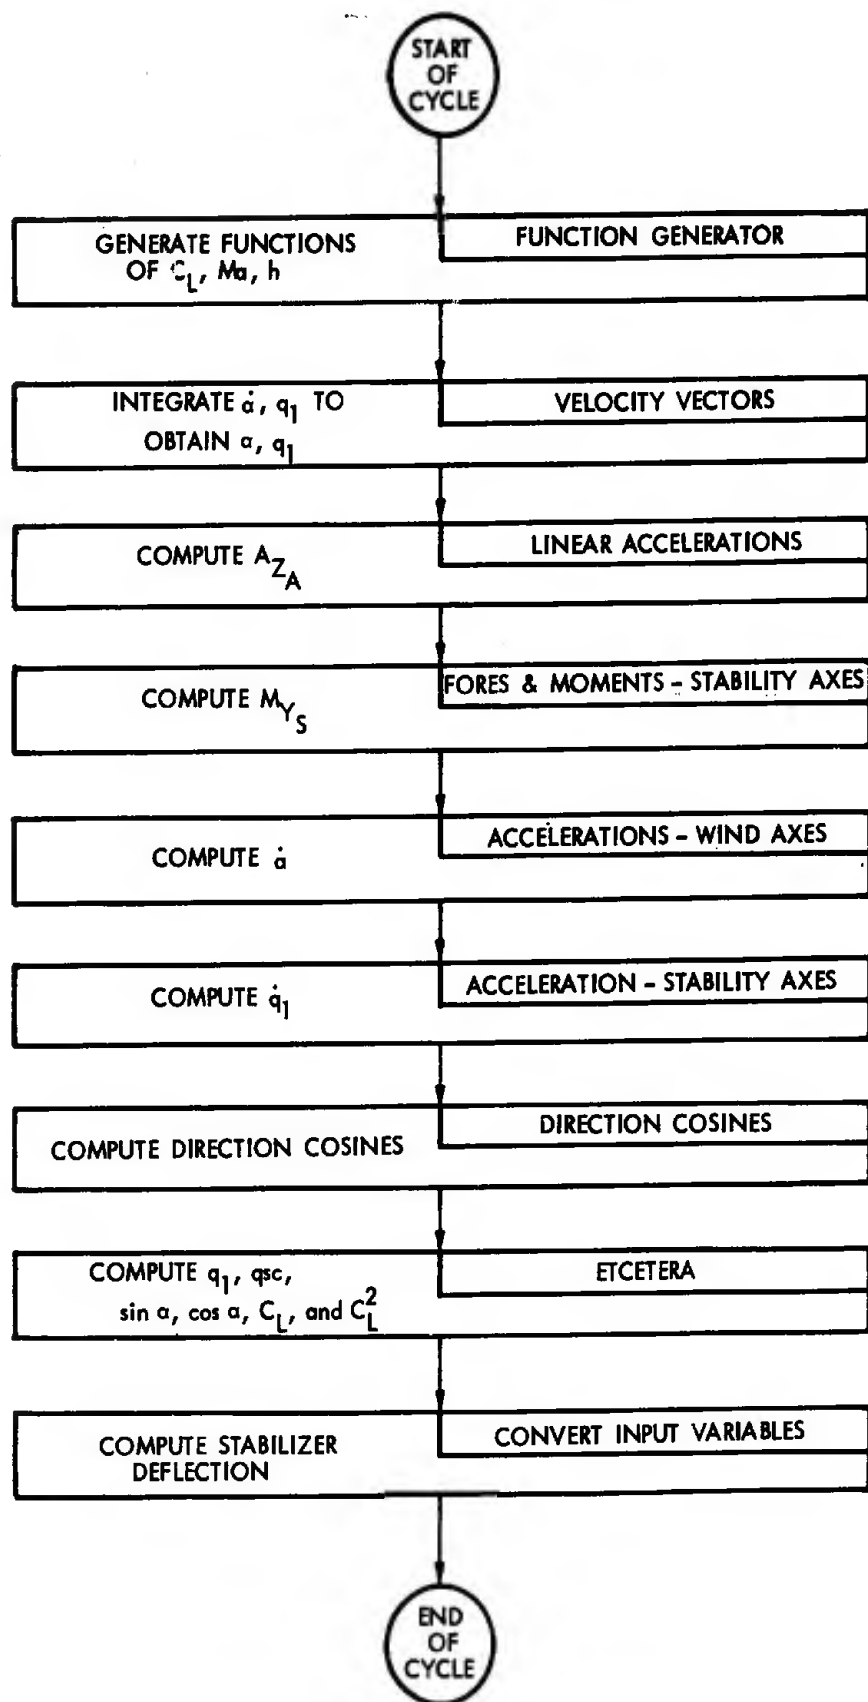 START
OF
CYCLE
GENERATE FUNCTIONS
OF C_L, Ma, h
FUNCTION GENERATOR
INTEGRATE α̇, q₁ TO
OBTAIN α, q₁
VELOCITY VECTORS
COMPUTE A_Z_A
LINEAR ACCELERATIONS
COMPUTE M_Y_S
FORES & MOMENTS - STABILITY AXES
COMPUTE α̇
ACCELERATIONS - WIND AXES
COMPUTE q̇₁
ACCELERATION - STABILITY AXES
COMPUTE DIRECTION COSINES
DIRECTION COSINES
COMPUTE q₁, qsc,
sin α, cos α, C_L, and C_L²
ETCETERA
COMPUTE STABILIZER
DEFLECTION
CONVERT INPUT VARIABLES
END
OF
CYCLE